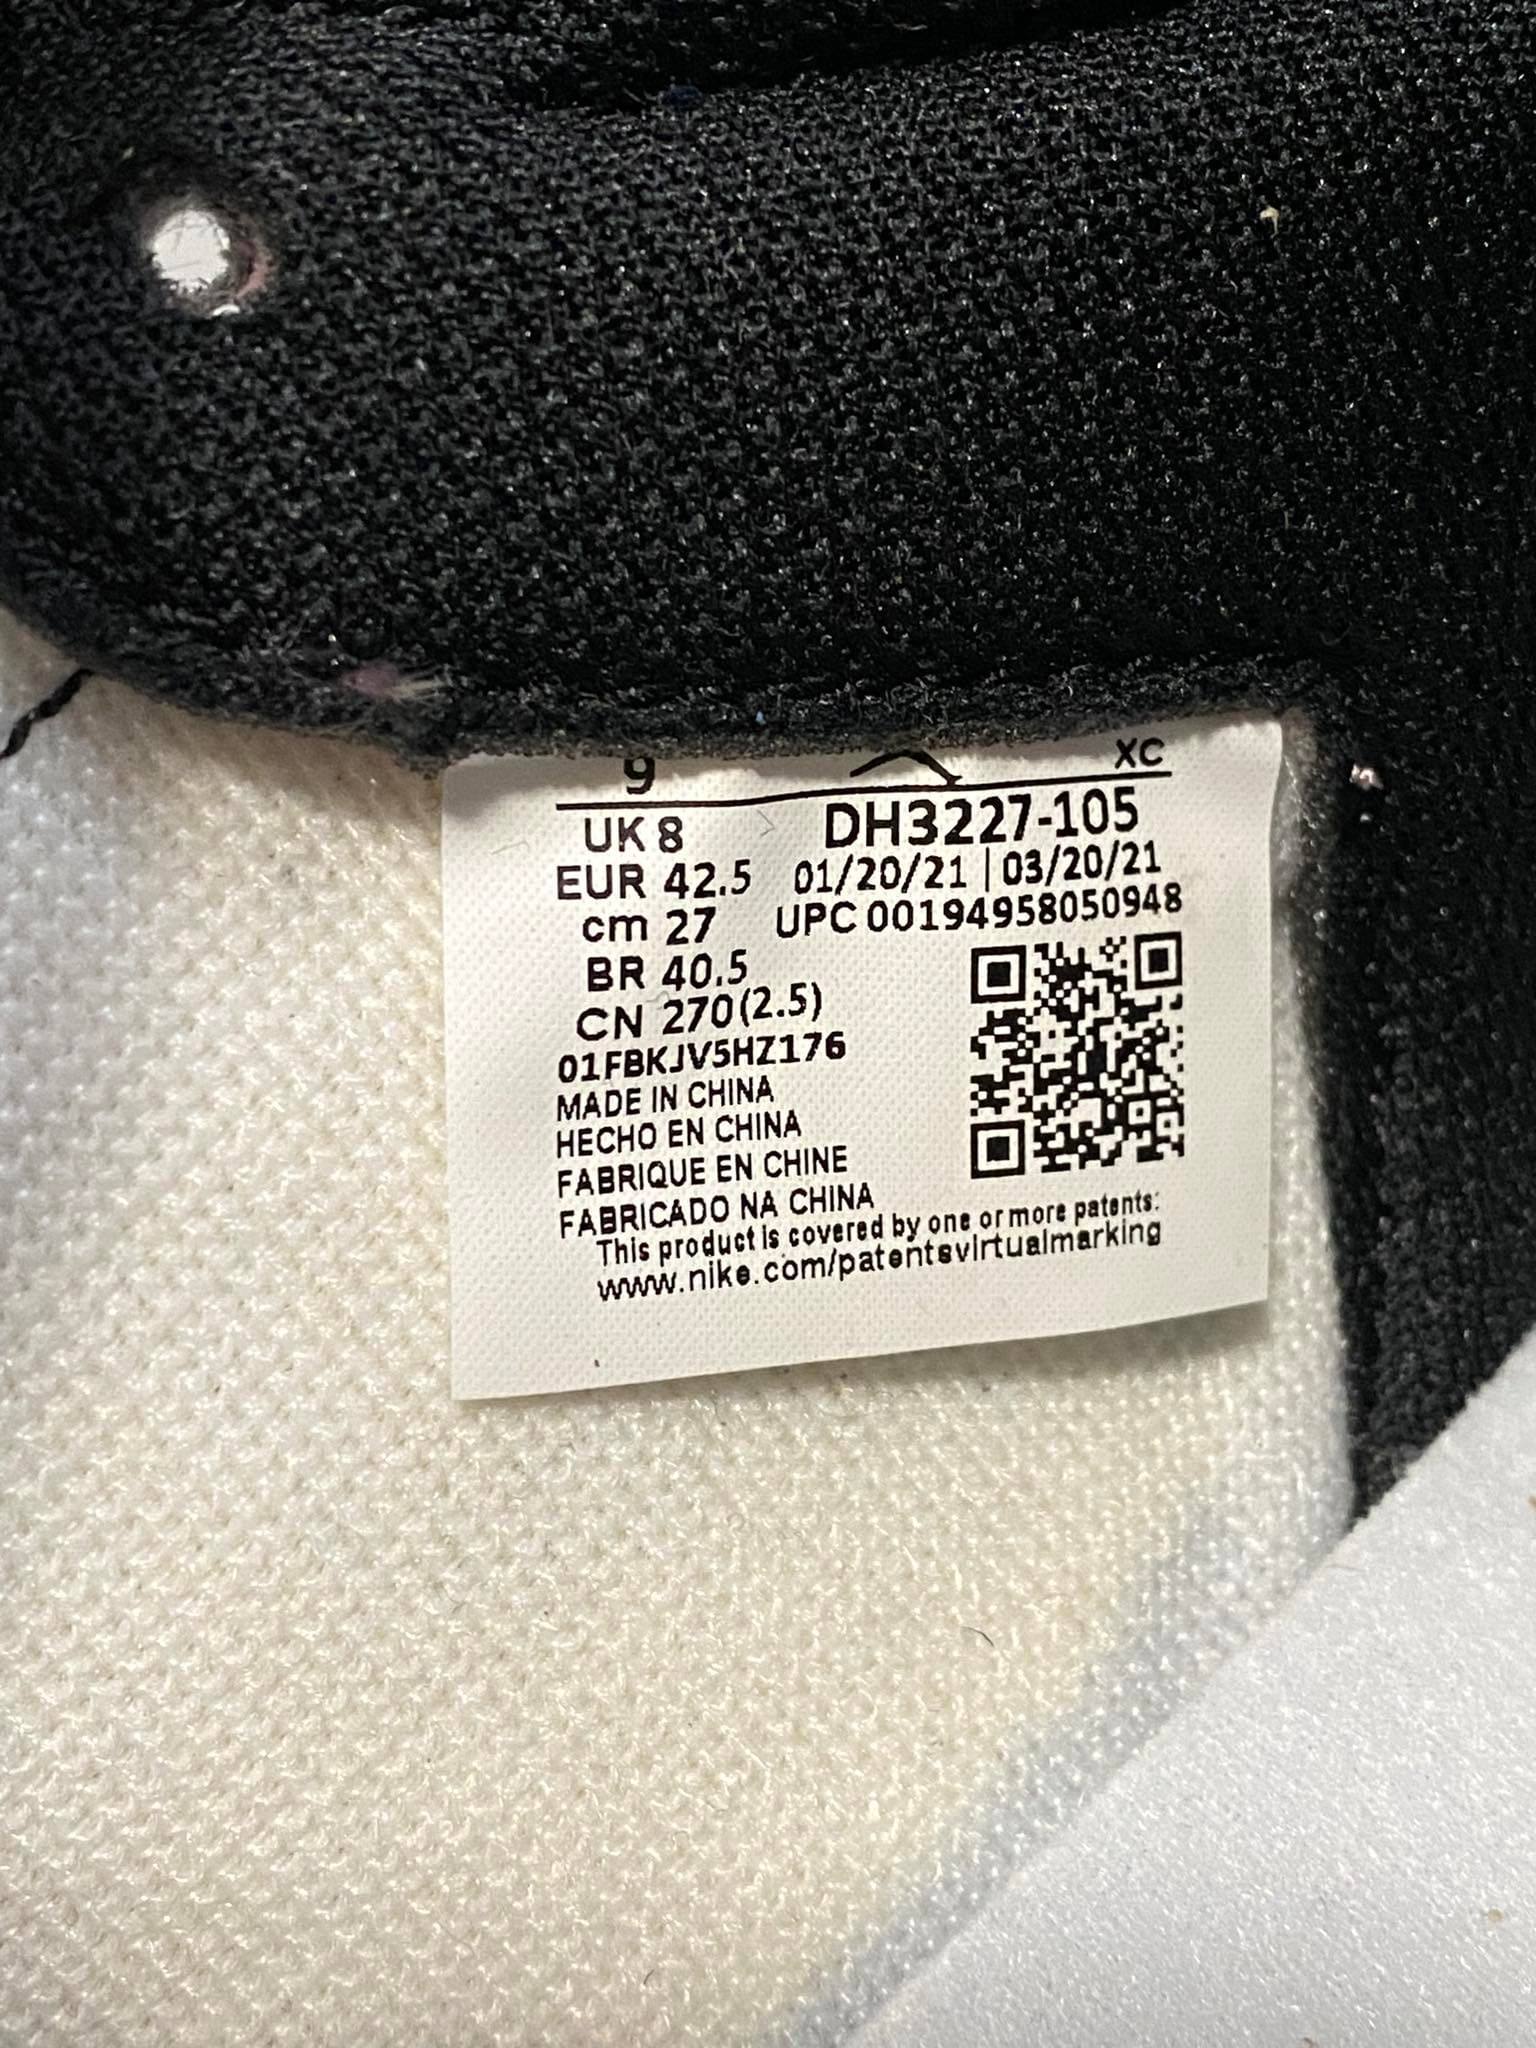 9 XC
UK 8 DH3227-105
EUR 42.5 01/20/21 | 03/20/21
cm 27 UPC 00194958050948
BR 40.5
CN 270(2.5)
01FBKJV5HZ176
MADE IN CHINA
HECHO EN CHINA
FABRIQUE EN CHINE
FABRICADO NA CHINA
This product is covered by one or more patents:
www.nike.com/patentsvirtualmarking